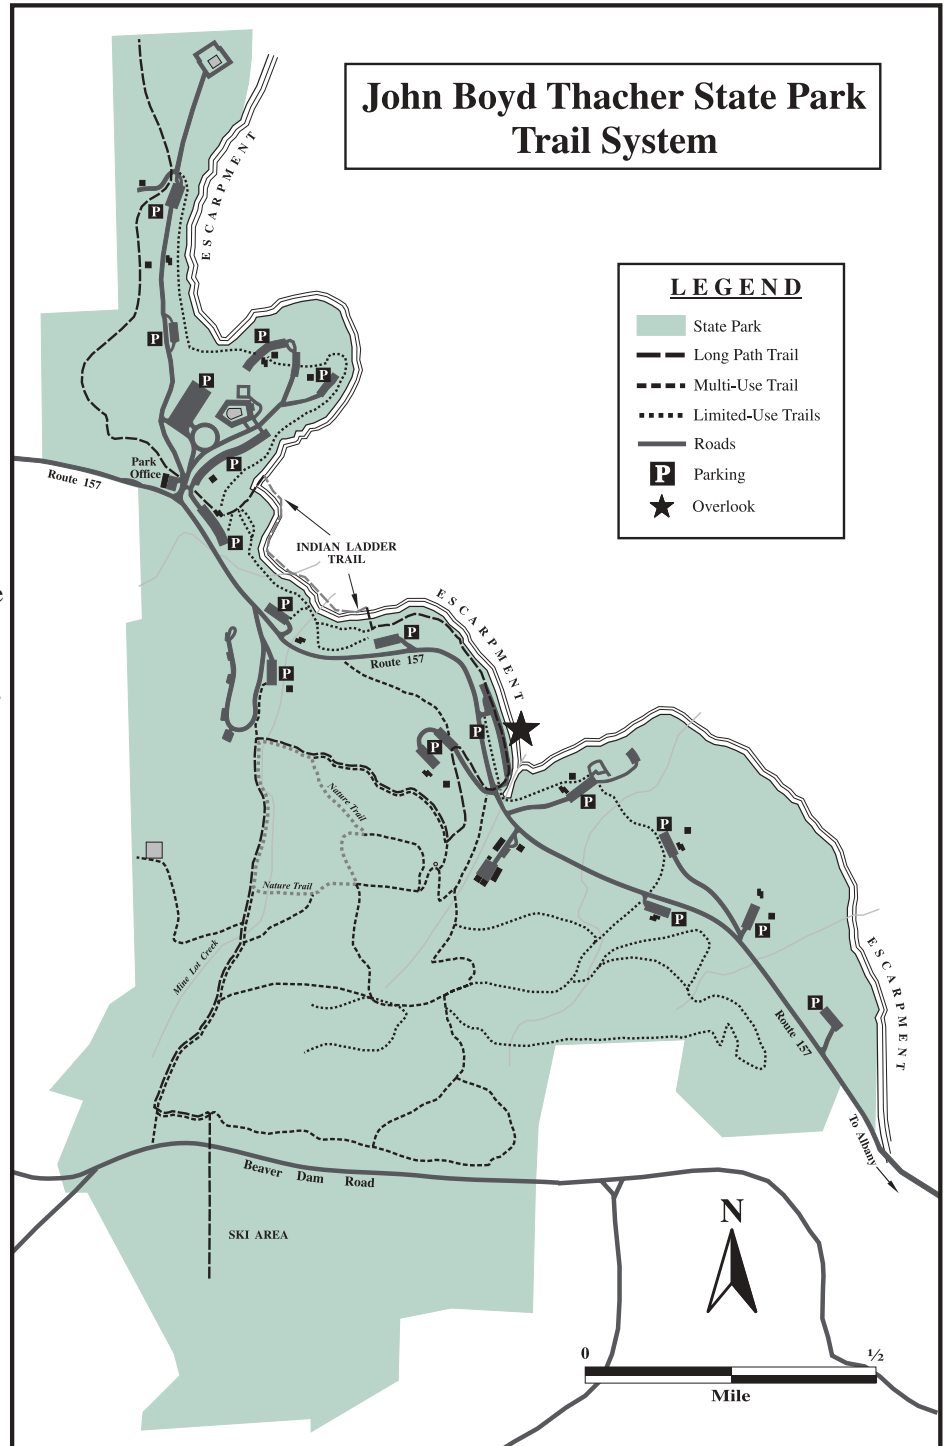 John Boyd Thacher State Park
Trail System
ESCARPMENT
LEGEND
State Park
Long Path Trail
Multi-Use Trail
Limited-Use Trails
Roads
P Parking
Overlook
P
P
P
P
P
Park
Office
P
Route 157
P
INDIAN LADDER
TRAIL
P
ESCARPMENT
P
Route 157
P
P
P
Nature Trail
P
P
Nature Trail
P
P
Mine Lot Creek
ESCARPMENT
P
Route 157
To Albany
Beaver Dam Road
N
SKI AREA
0 ½
Mile
e